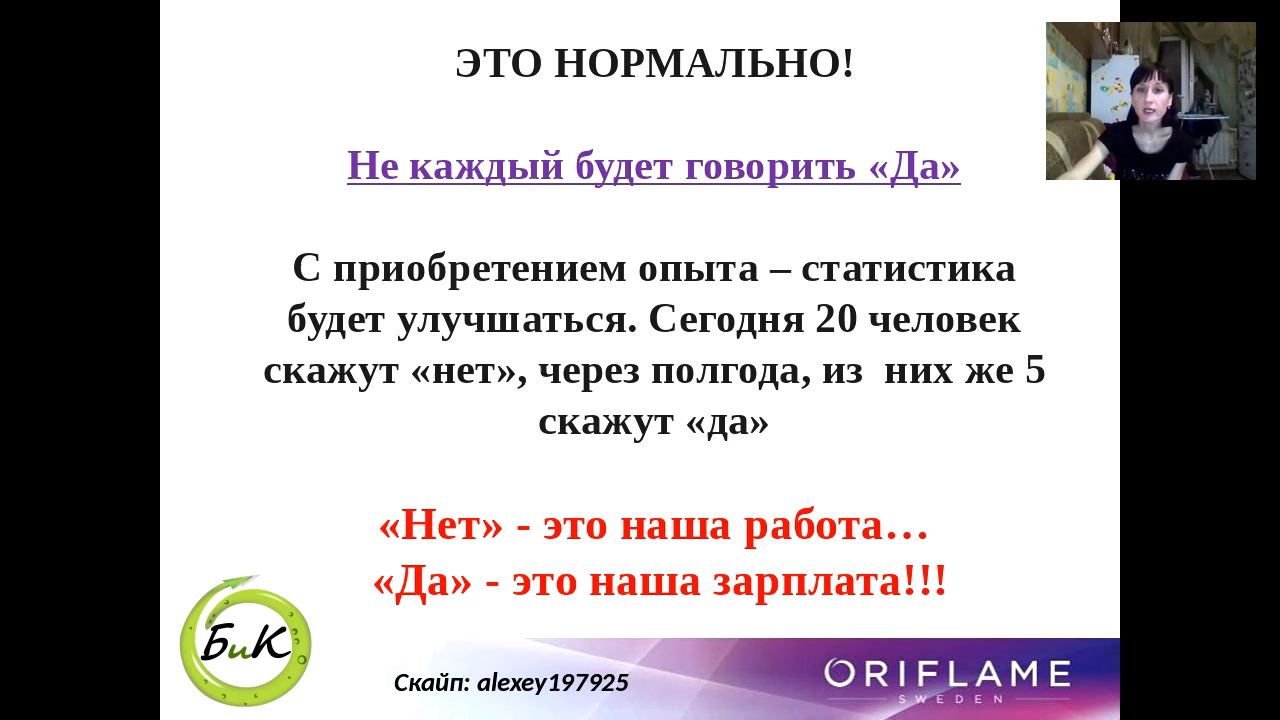 ЭТО НОРМАЛЬНО!
Не каждый будет говорить «Да»
С приобретением опыта – статистика
будет улучшаться. Сегодня 20 человек
скажут «нет», через полгода, из  них же 5
скажут «да»
«Нет» - это наша работа…
«Да» - это наша зарплата!!!
БиК
Скайп: alexey197925
ORIFLAME
SWEDEN